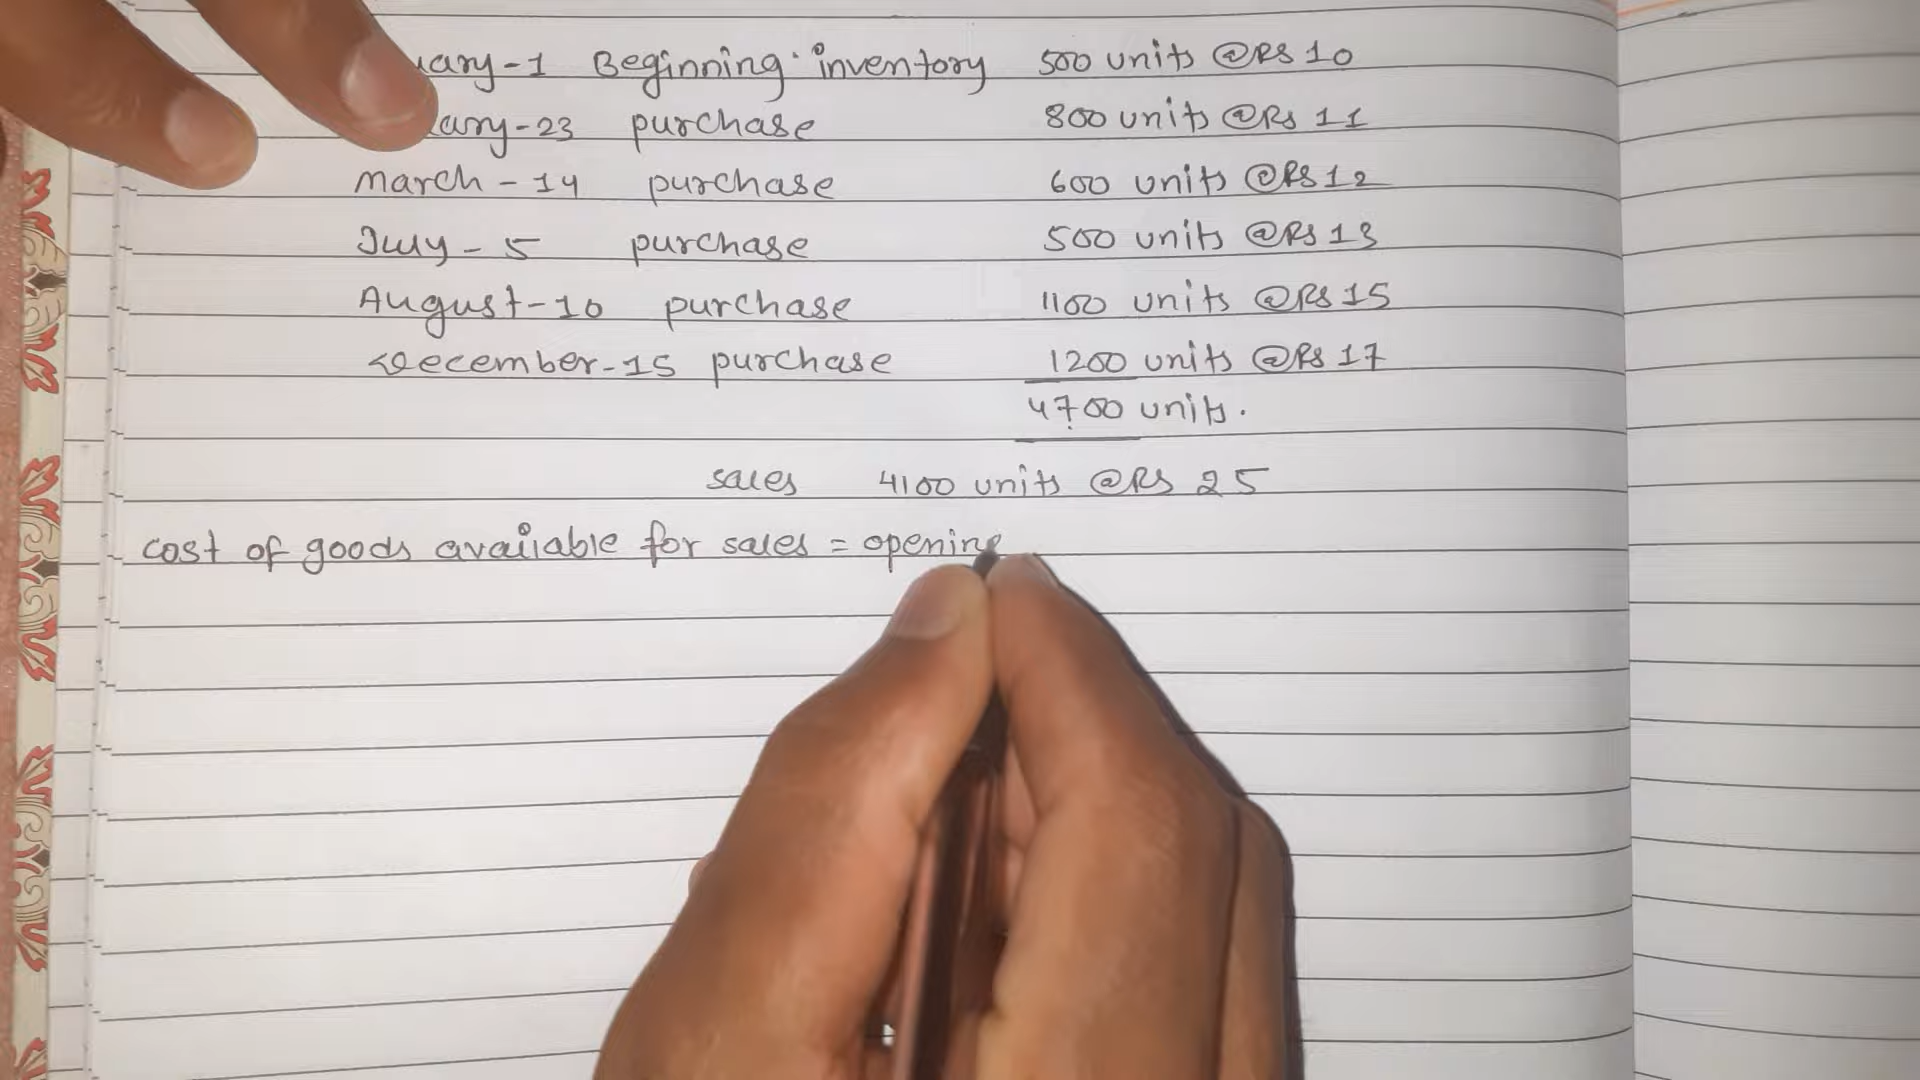 500 units @Rs 10
-1 Beginning inventory
-23 purchase 800 units @Rs 11
March - 14 purchase 600 units @Rs 12
July - 5 purchase 500 units @Rs 13
August - 10 purchase 1100 units @Rs 15
December - 15 purchase 1200 units @Rs 17
4700 units.
sales 4100 units @Rs 25
cost of goods available for sales = opening